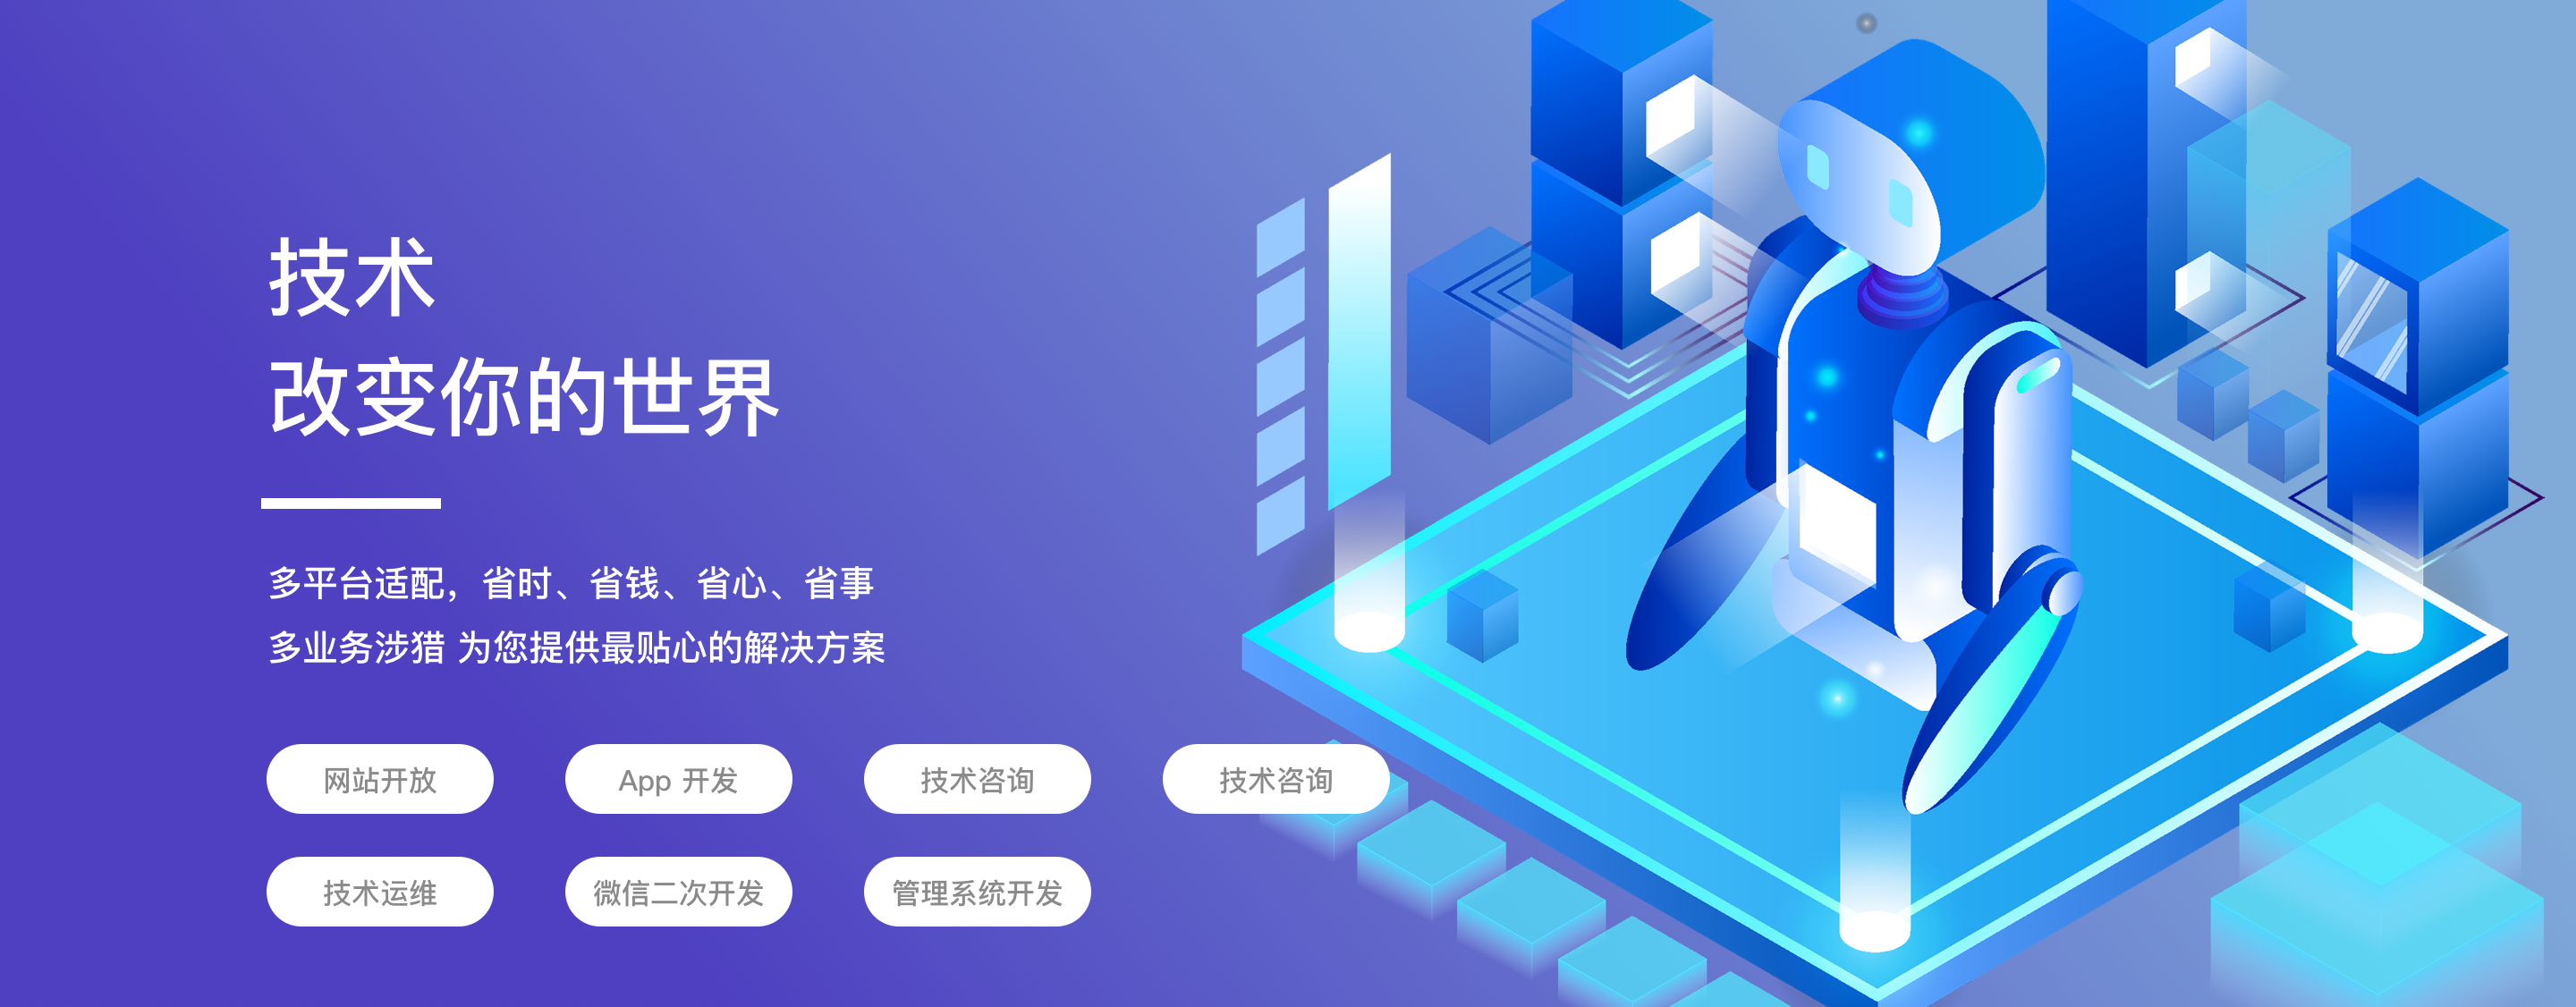 技术
改变你的世界
多平台适配，省时、省钱、省心、省事
多业务涉猎 为您提供最贴心的解决方案
网站开放
App 开发
技术咨询
技术咨询
技术运维
微信二次开发
管理系统开发